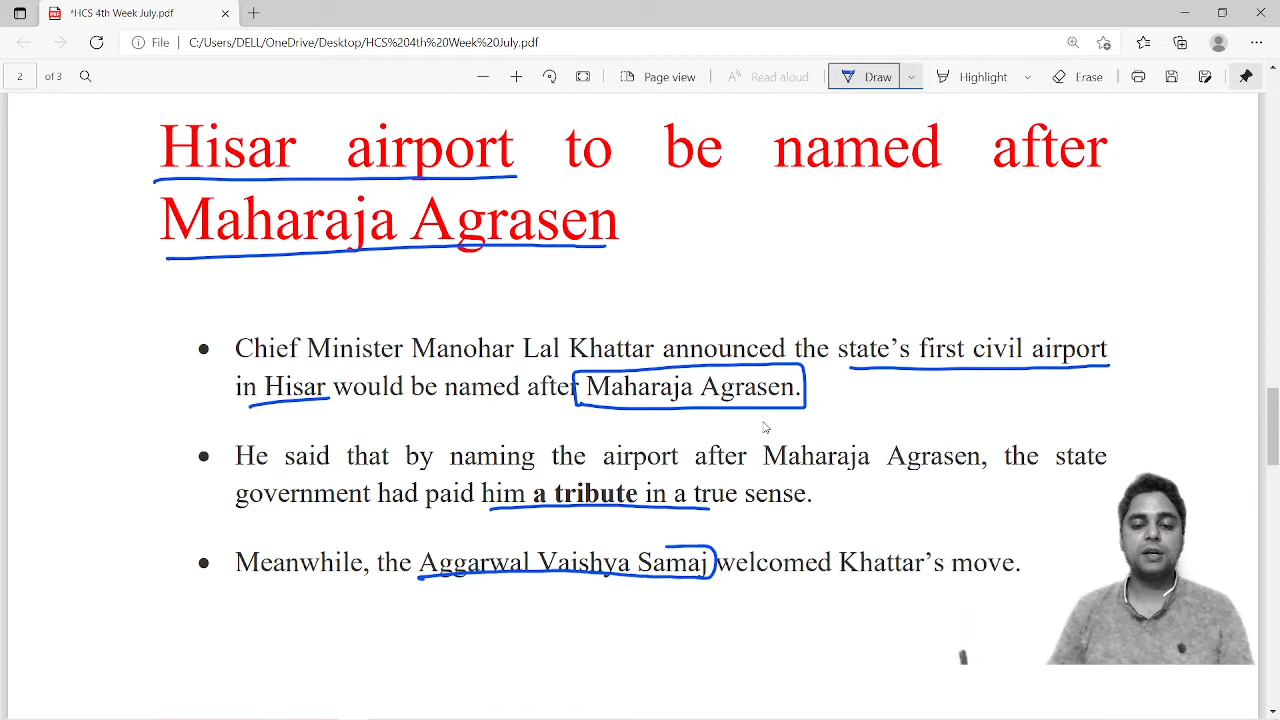 *HCS 4th Week July.pdf
File C:/Users/DELL/OneDrive/Desktop/HCS%204th%20Week%20July.pdf
2 of 3 Page view Read aloud Draw Highlight Erase
Hisar airport to be named after
Maharaja Agrasen
• Chief Minister Manohar Lal Khattar announced the state’s first civil airport
in Hisar would be named after Maharaja Agrasen.
• He said that by naming the airport after Maharaja Agrasen, the state
government had paid him a tribute in a true sense.
• Meanwhile, the Aggarwal Vaishya Samaj welcomed Khattar’s move.